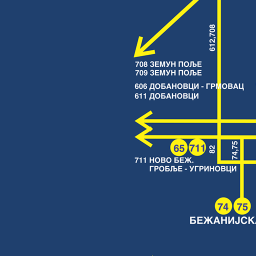 612,708
708 ЗЕМУН ПОЉЕ
709 ЗЕМУН ПОЉЕ
606 ДОБАНОВЦИ - ГРМОВАЦ
611 ДОБАНОВЦИ
65 711 82 74,75
711 НОВО БЕЖ.
ГРОБЉЕ - УГРИНОВЦИ
74 75
БЕЖАНИЈСК